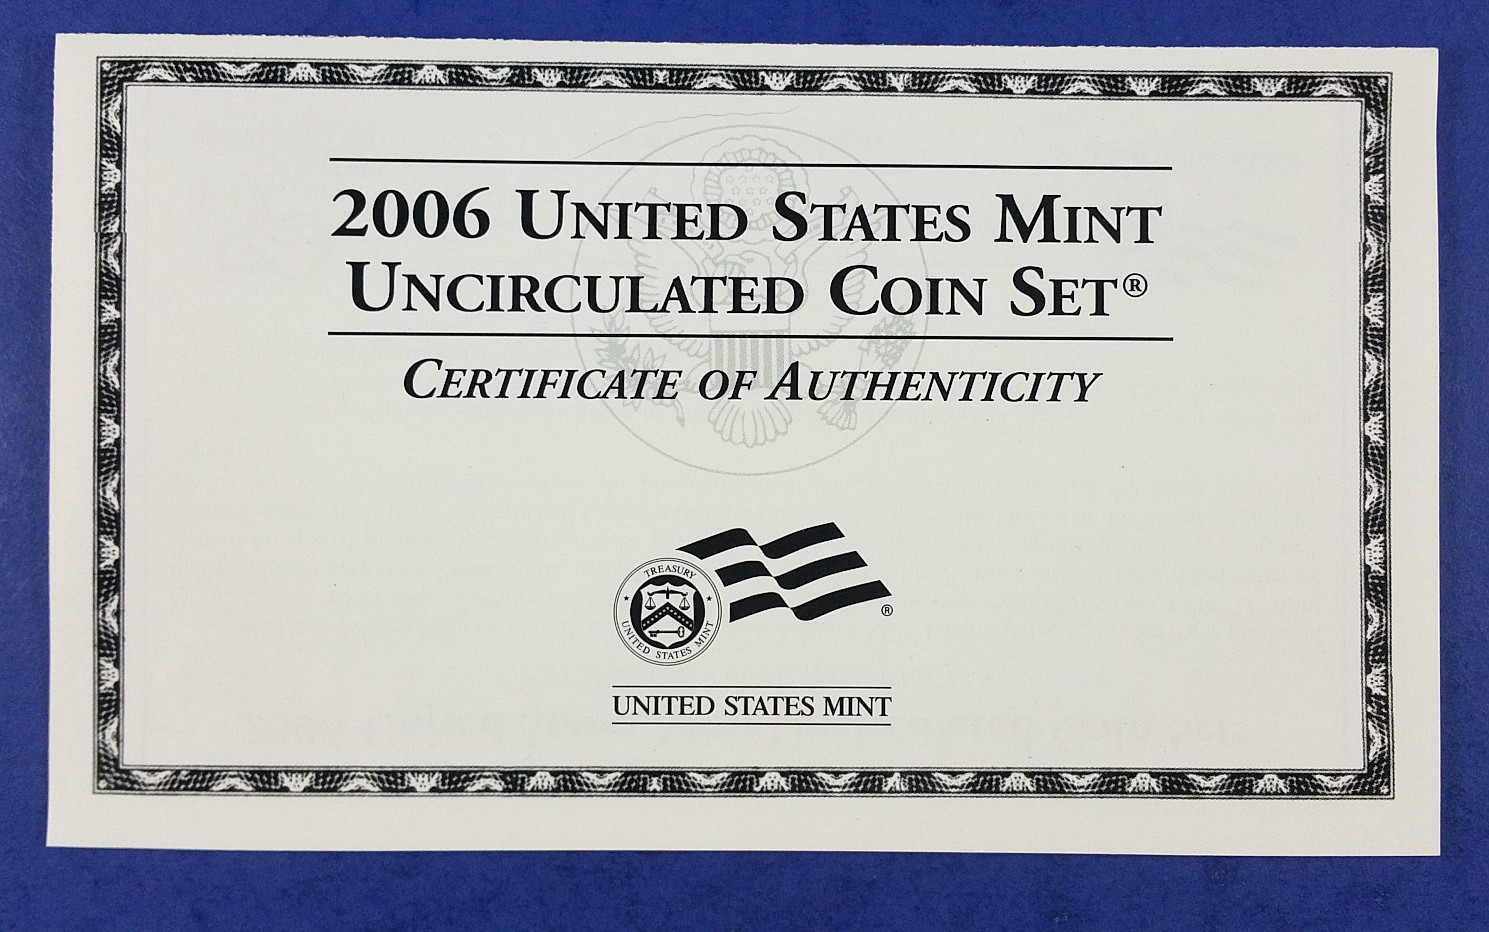 2006 UNITED STATES MINT
UNCIRCULATED COIN SET®
CERTIFICATE OF AUTHENTICITY
TREASURY
UNITED STATES MINT
®
UNITED STATES MINT